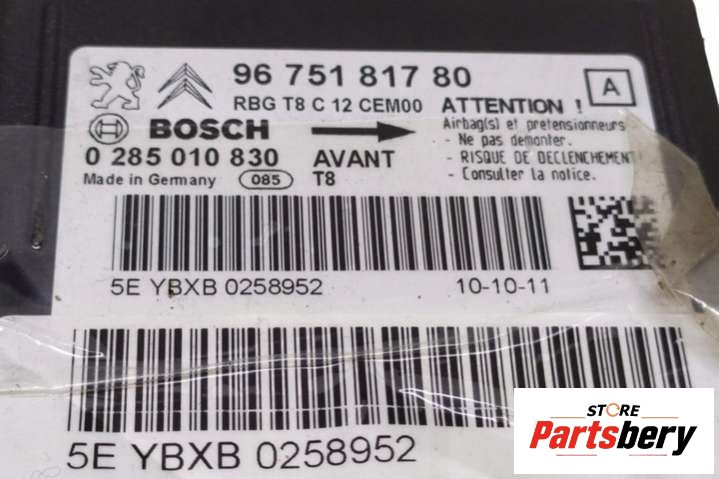 96 751 817 80
RBG T8 C 12 CEM00
ATTENTION !
A
BOSCH
Airbag(s) et pretensionneurs
- Ne pas demonter.
0 285 010 830
AVANT
- RISQUE DE DECLENCHEMENT
Made in Germany
085
T8
- Consulter la notice.
5E YBXB 0258952
10-10-11
5E YBXB 0258952
STORE
Partsbery